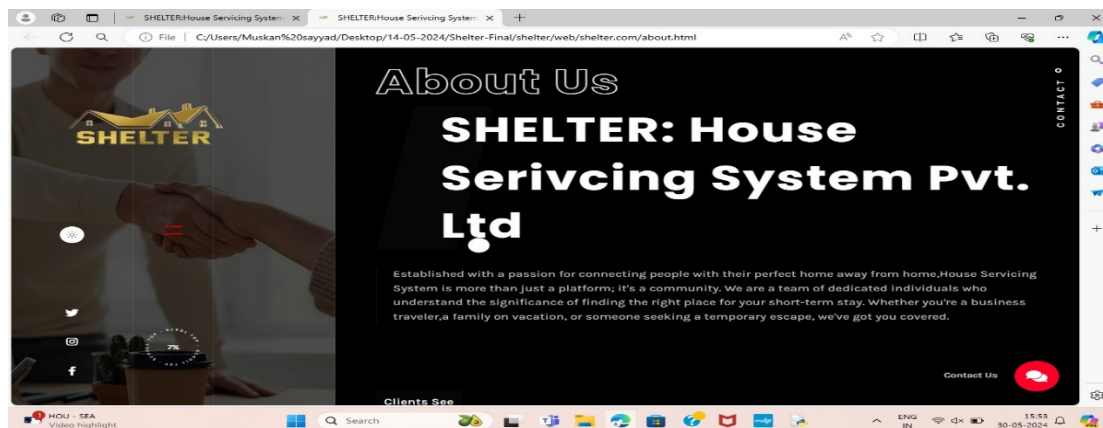 SHELTER:House Servicing System
SHELTER:House Serivcing System
File
C:/Users/Muskan%20sayyad/Desktop/14-05-2024/Shelter-Final/shelter/web/shelter.com/about.html
SHELTER
About Us
CONTACT
SHELTER: House
Serivcing System Pvt.
Ltd
Established with a passion for connecting people with their perfect home away from home,House Servicing
System is more than just a platform; it's a community. We are a team of dedicated individuals who
understand the significance of finding the right place for your short-term stay. Whether you're a business
traveler,a family on vacation, or someone seeking a temporary escape, we've got you covered.
7%
Contact Us
Clients See
1
HOU - SEA
Video highlight
Search
ENG
IN
15:53
30-05-2024